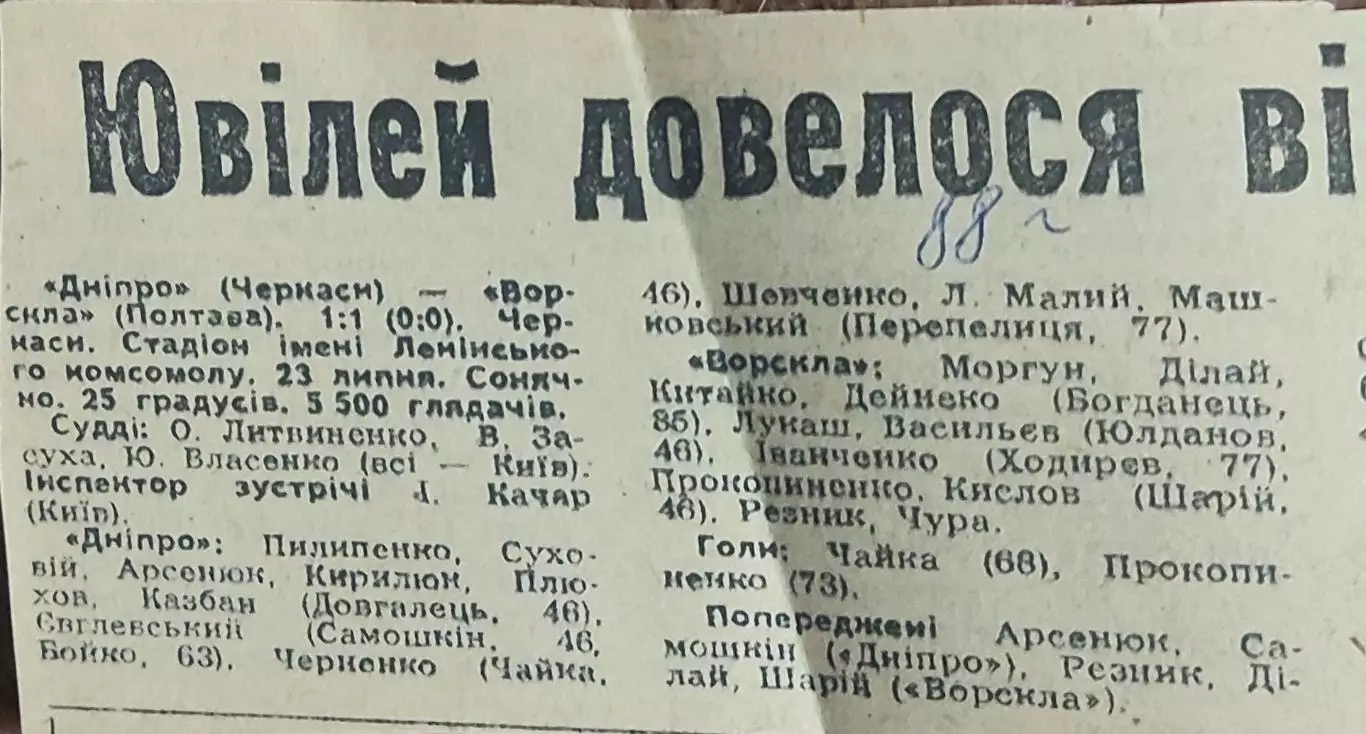 Ювілей довелося ві
88 г
«Дніпро» (Черкаси) — «Вор-
скла» (Полтава). 1:1 (0:0). Чер-
каси. Стадіон імені Ленінсько-
го комсомолу. 23 липня. Сонячно-
но. 25 градусів. 5 500 глядачів.
Судді: О. Литвиненко, В. За-
суха, Ю. Власенко (всі — Київ).
Інспектор зустрічі І. Качар
(Київ).
«Дніпро»: Пилипенко, Сухо-
вій, Арсенюк, Кирилюк, Плю-
хов, Казбан (Довгалець, 46),
Євглевський (Самошкін, 46,
Бойко, 63), Черненко (Чайка,
46), Шевченко, Л. Малий, Маш-
ковський (Перепелиця, 77).
«Ворскла»: Моргун, Ділай,
Китайко, Дейнеко (Богданець,
85), Лукаш, Васильєв (Юлданов,
46), Іванченко (Ходирєв, 77),
Прокопиненко, Кислов (Шарій,
46), Резник, Чура.
Голи: Чайка (68), Прокопи-
ненко (73).
Попереджені Арсенюк, Са-
мошкін («Дніпро»), Резник, Ді-
лай, Шарій («Ворскла»).